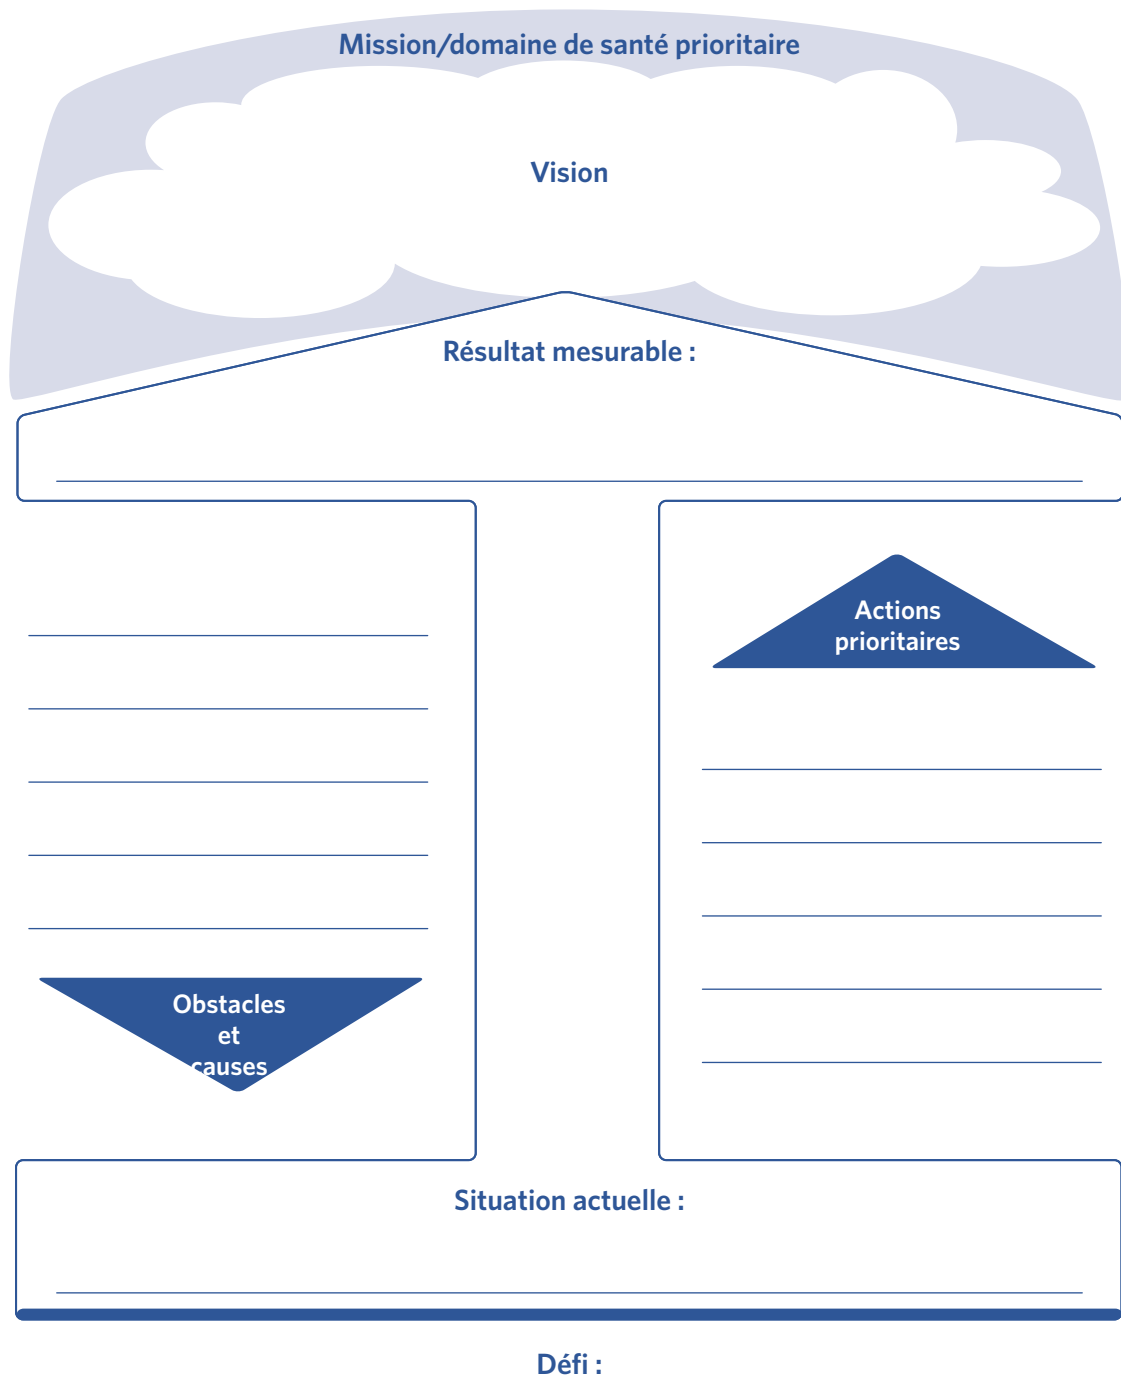 Mission/domaine de santé prioritaire
Vision
Résultat mesurable :
Actions
prioritaires
Obstacles
et
causes
Situation actuelle :
Défi :